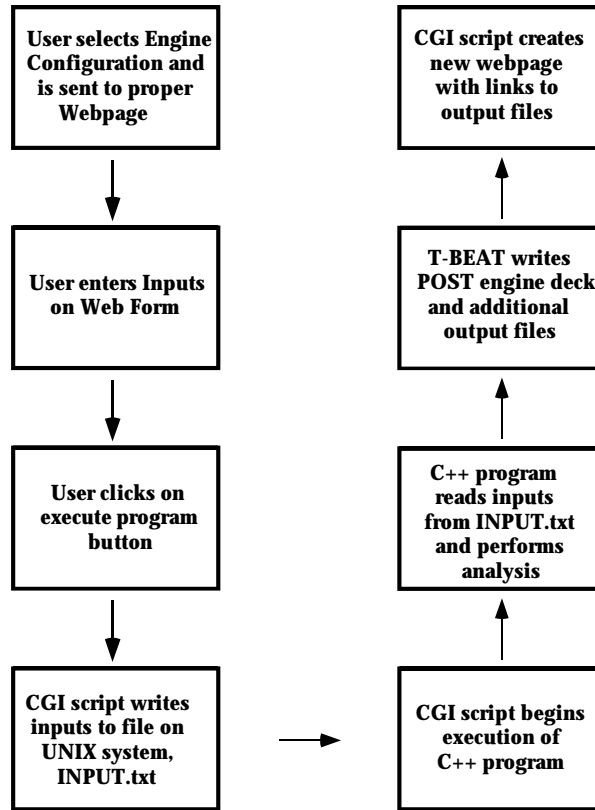 User selects Engine
Configuration and
is sent to proper
Webpage
User enters Inputs
on Web Form
User clicks on
execute program
button
CGI script writes
inputs to file on
UNIX system,
INPUT.txt
CGI script begins
execution of
C++ program
C++ program
reads inputs
from INPUT.txt
and performs
analysis
T-BEAT writes
POST engine deck
and additional
output files
CGI script creates
new webpage
with links to
output files